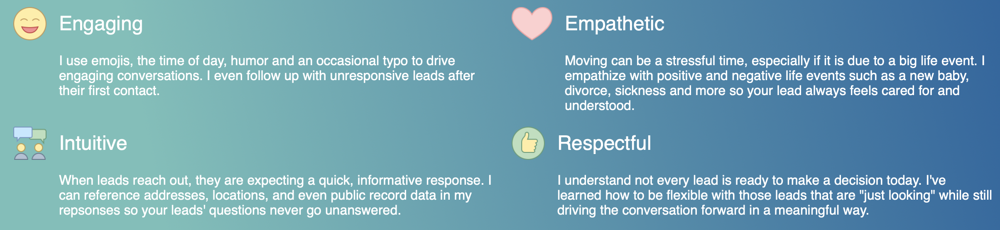 Engaging
I use emojis, the time of day, humor and an occasional typo to drive
engaging conversations. I even follow up with unresponsive leads after
their first contact.
Empathetic
Moving can be a stressful time, especially if it is due to a big life event. I
empathize with positive and negative life events such as a new baby,
divorce, sickness and more so your lead always feels cared for and
understood.
Intuitive
When leads reach out, they are expecting a quick, informative response. I
can reference addresses, locations, and even public record data in my
repsonses so your leads' questions never go unanswered.
Respectful
I understand not every lead is ready to make a decision today. I've
learned how to be flexible with those leads that are "just looking" while still
driving the conversation forward in a meaningful way.